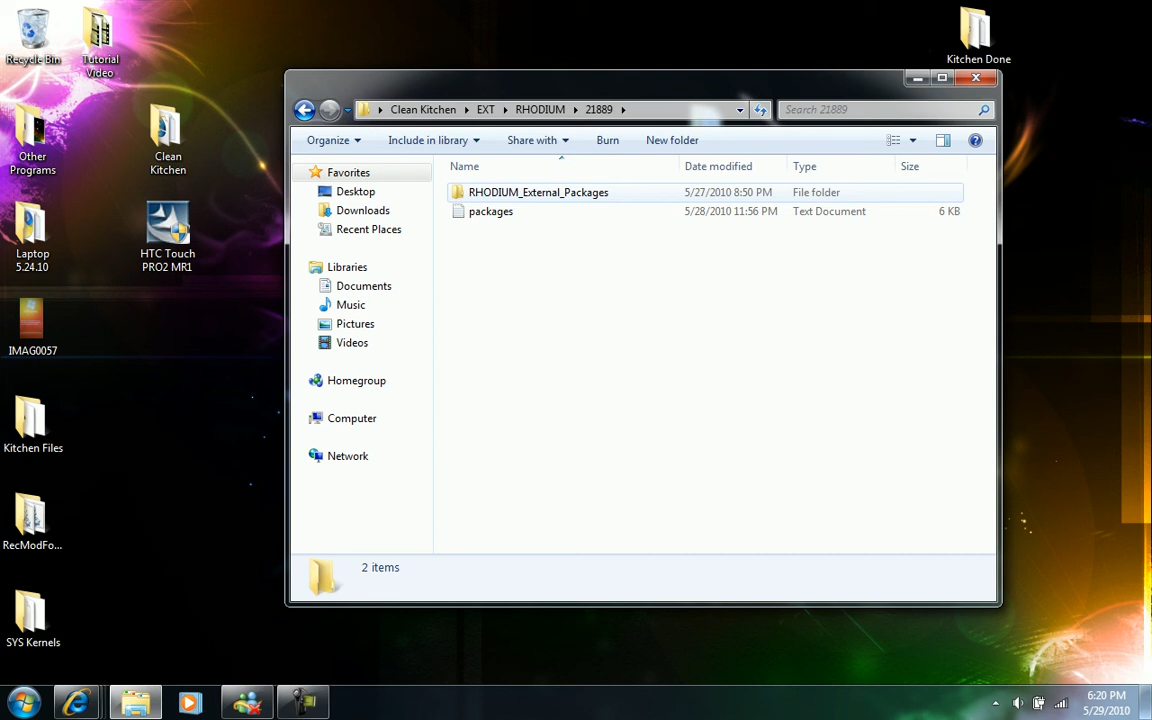 Recycle Bin
Tutorial
Video
Kitchen Done
Other
Programs
Clean
Kitchen
Laptop
5.24.10
HTC Touch
PRO2 MR1
IMAG0057
Kitchen Files
RecModFo...
SYS Kernels
Clean Kitchen
EXT
RHODIUM
21889
Search 21889
Organize
Include in library
Share with
Burn
New folder
Favorites
Desktop
Downloads
Recent Places
Libraries
Documents
Music
Pictures
Videos
Homegroup
Computer
Network
Name Date modified Type Size
RHODIUM_External_Packages 5/27/2010 8:50 PM File folder
packages 5/28/2010 11:56 PM Text Document 6 KB
2 items
6:20 PM
5/29/2010